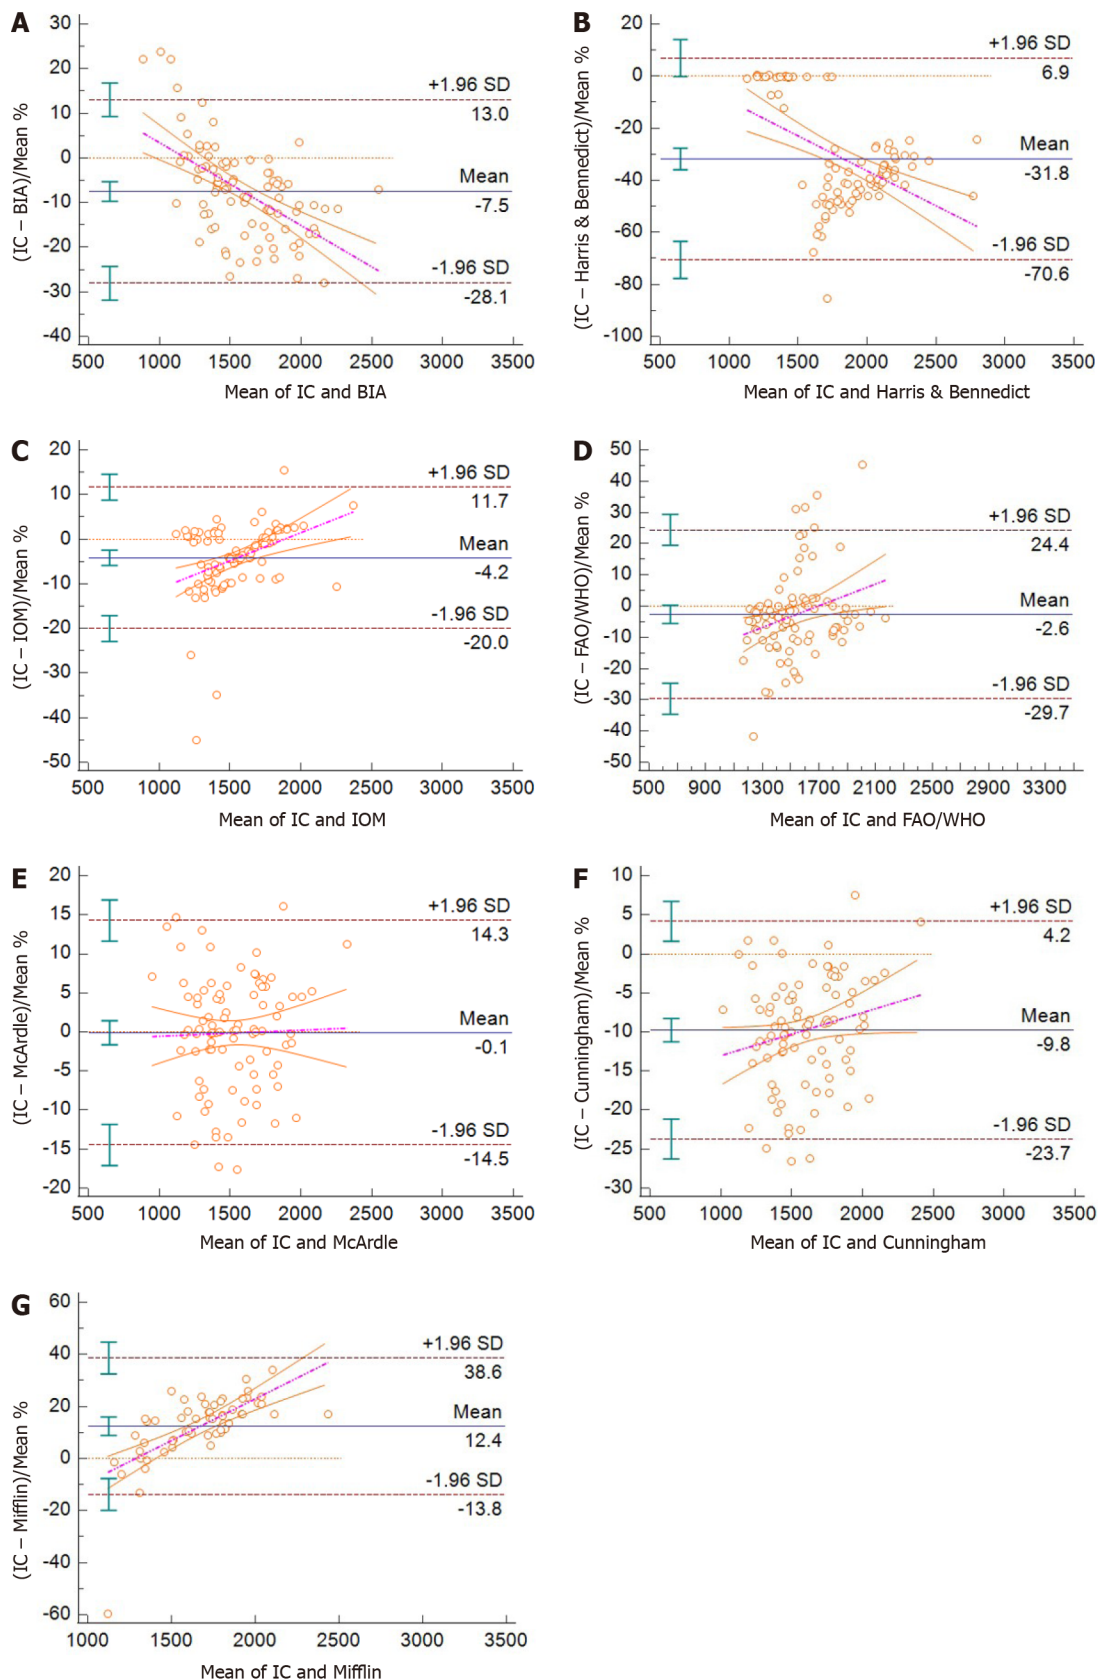 A
(IC – BIA)/Mean %
30
20
10
0
-10
-20
-30
-40
+1.96 SD
13.0
Mean
-7.5
-1.96 SD
-28.1
500 1000 1500 2000 2500 3000 3500
Mean of IC and BIA
B
(IC – Harris & Bennedict)/Mean %
20
0
-20
-40
-60
-80
-100
+1.96 SD
6.9
Mean
-31.8
-1.96 SD
-70.6
500 1000 1500 2000 2500 3000 3500
Mean of IC and Harris & Bennedict
C
(IC – IOM)/Mean %
20
10
0
-10
-20
-30
-40
-50
+1.96 SD
11.7
Mean
-4.2
-1.96 SD
-20.0
500 1000 1500 2000 2500 3000 3500
Mean of IC and IOM
D
(IC – FAO/WHO)/Mean %
50
40
30
20
10
0
-10
-20
-30
-40
-50
+1.96 SD
24.4
Mean
-2.6
-1.96 SD
-29.7
500 900 1300 1700 2100 2500 2900 3300
Mean of IC and FAO/WHO
E
(IC – McArdle)/Mean %
20
15
10
5
0
-5
-10
-15
-20
+1.96 SD
14.3
Mean
-0.1
-1.96 SD
-14.5
500 1000 1500 2000 2500 3000 3500
Mean of IC and McArdle
F
(IC – Cunningham)/Mean %
10
5
0
-5
-10
-15
-20
-25
-30
+1.96 SD
4.2
Mean
-9.8
-1.96 SD
-23.7
500 1000 1500 2000 2500 3000 3500
Mean of IC and Cunningham
G
(IC – Mifflin)/Mean %
60
40
20
0
-20
-40
-60
+1.96 SD
38.6
Mean
12.4
-1.96 SD
-13.8
1000 1500 2000 2500 3000 3500
Mean of IC and Mifflin